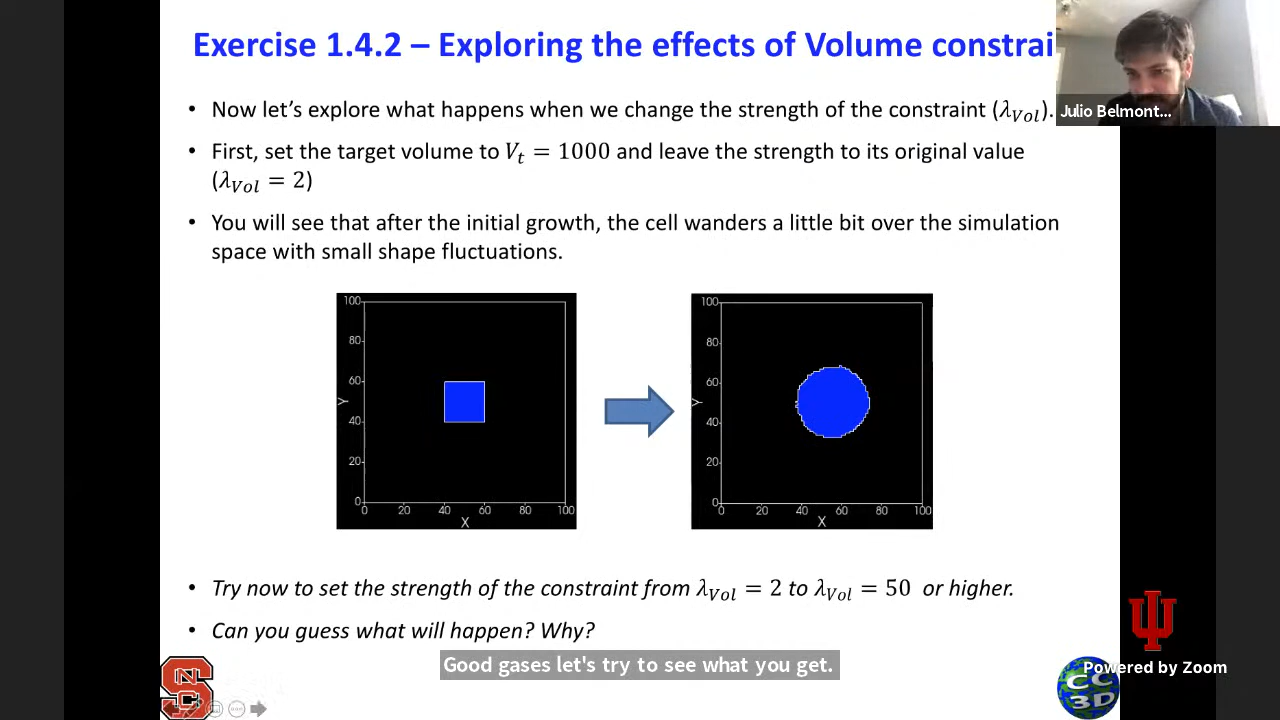 Exercise 1.4.2 – Exploring the effects of Volume constrai
Julio Belmont...
• Now let's explore what happens when we change the strength of the constraint (λ_Vol).
• First, set the target volume to V_t = 1000 and leave the strength to its original value
(λ_Vol = 2)
• You will see that after the initial growth, the cell wanders a little bit over the simulation
space with small shape fluctuations.
100
80
60
40
20
0
0 20 40 60 80 100
X
Y
100
80
60
40
20
0
0 20 40 60 80 100
X
Y
• Try now to set the strength of the constraint from λ_Vol = 2 to λ_Vol = 50 or higher.
• Can you guess what will happen? Why?
Good gases let's try to see what you get.
Powered by Zoom
S
CC
3D